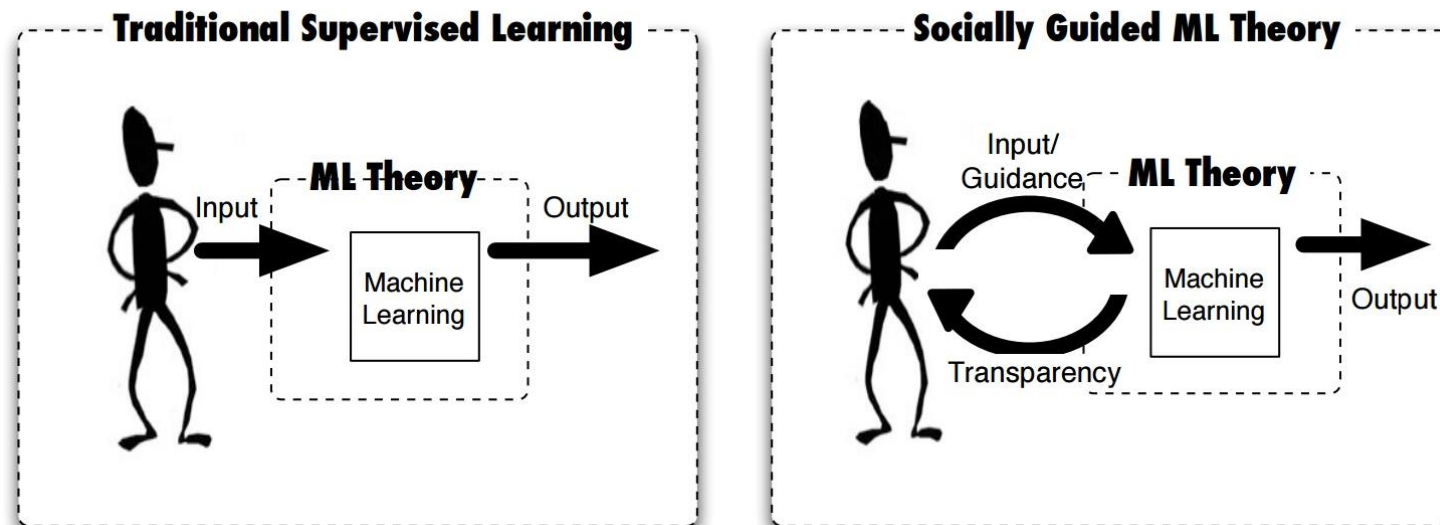 Traditional Supervised Learning
ML Theory
Input
Output
Machine
Learning
Socially Guided ML Theory
Input/
Guidance
ML Theory
Machine
Learning
Output
Transparency